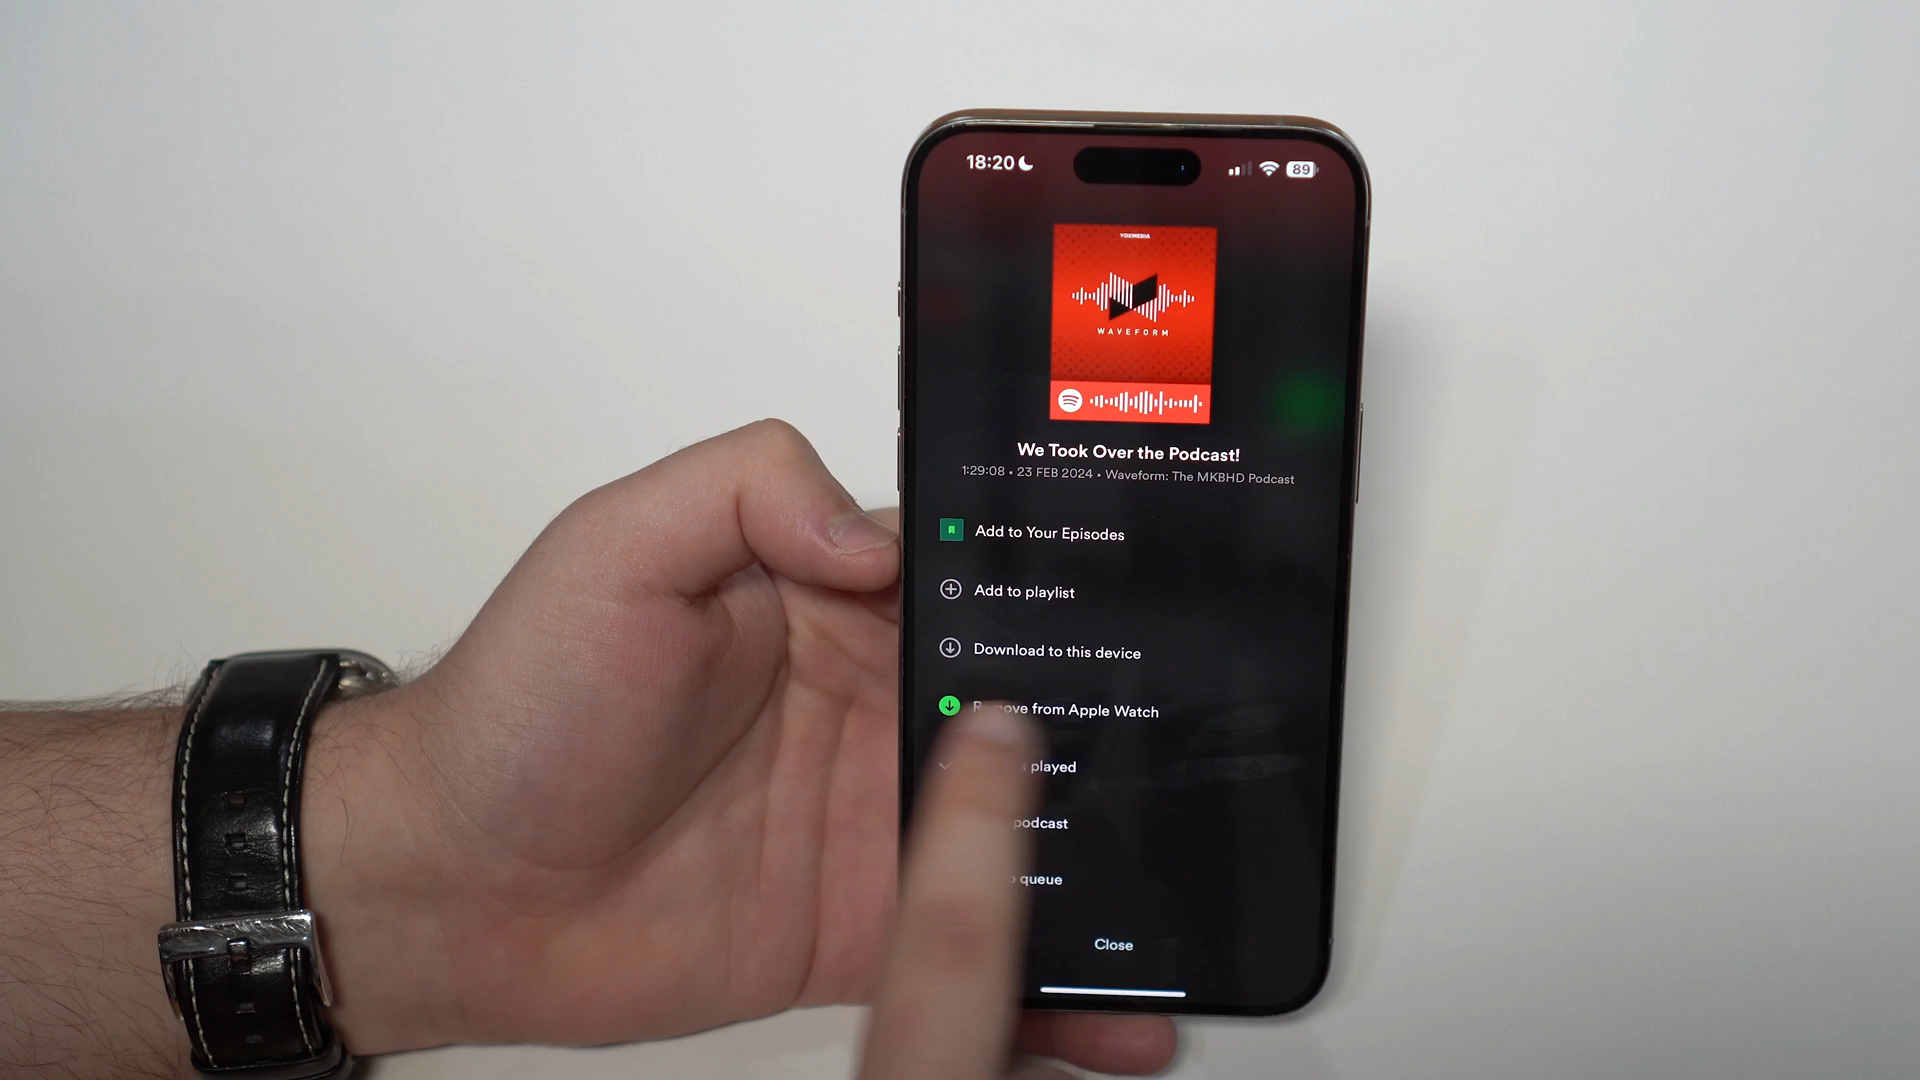 18:20
89
VOXMEDIA
WAVEFORM
We Took Over the Podcast!
1:29:08 • 23 FEB 2024 • Waveform: The MKBHD Podcast
Add to Your Episodes
Add to playlist
Download to this device
Remove from Apple Watch
played
podcast
queue
Close